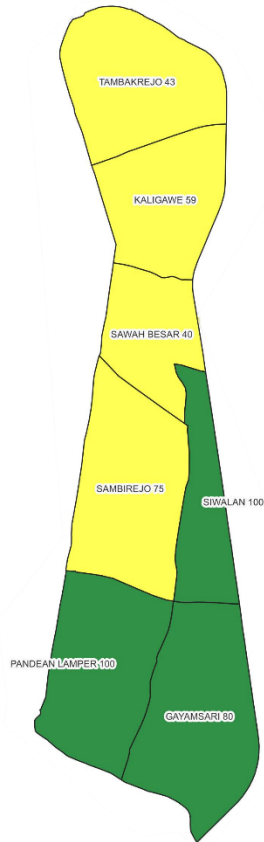 TAMBAKREJO 43
KALIGAWE 59
SAWAH BESAR 40
SAMBIREJO 75
SIWALAN 100
PANDEAN LAMPER 100
GAYAMSARI 80